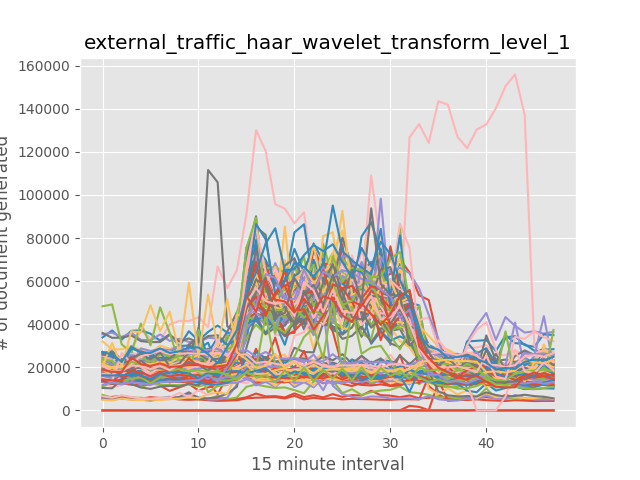 external_traffic_haar_wavelet_transform_level_1
160000
140000
120000
100000
80000
60000
40000
20000
0
# of document generated
0 10 20 30 40
15 minute interval